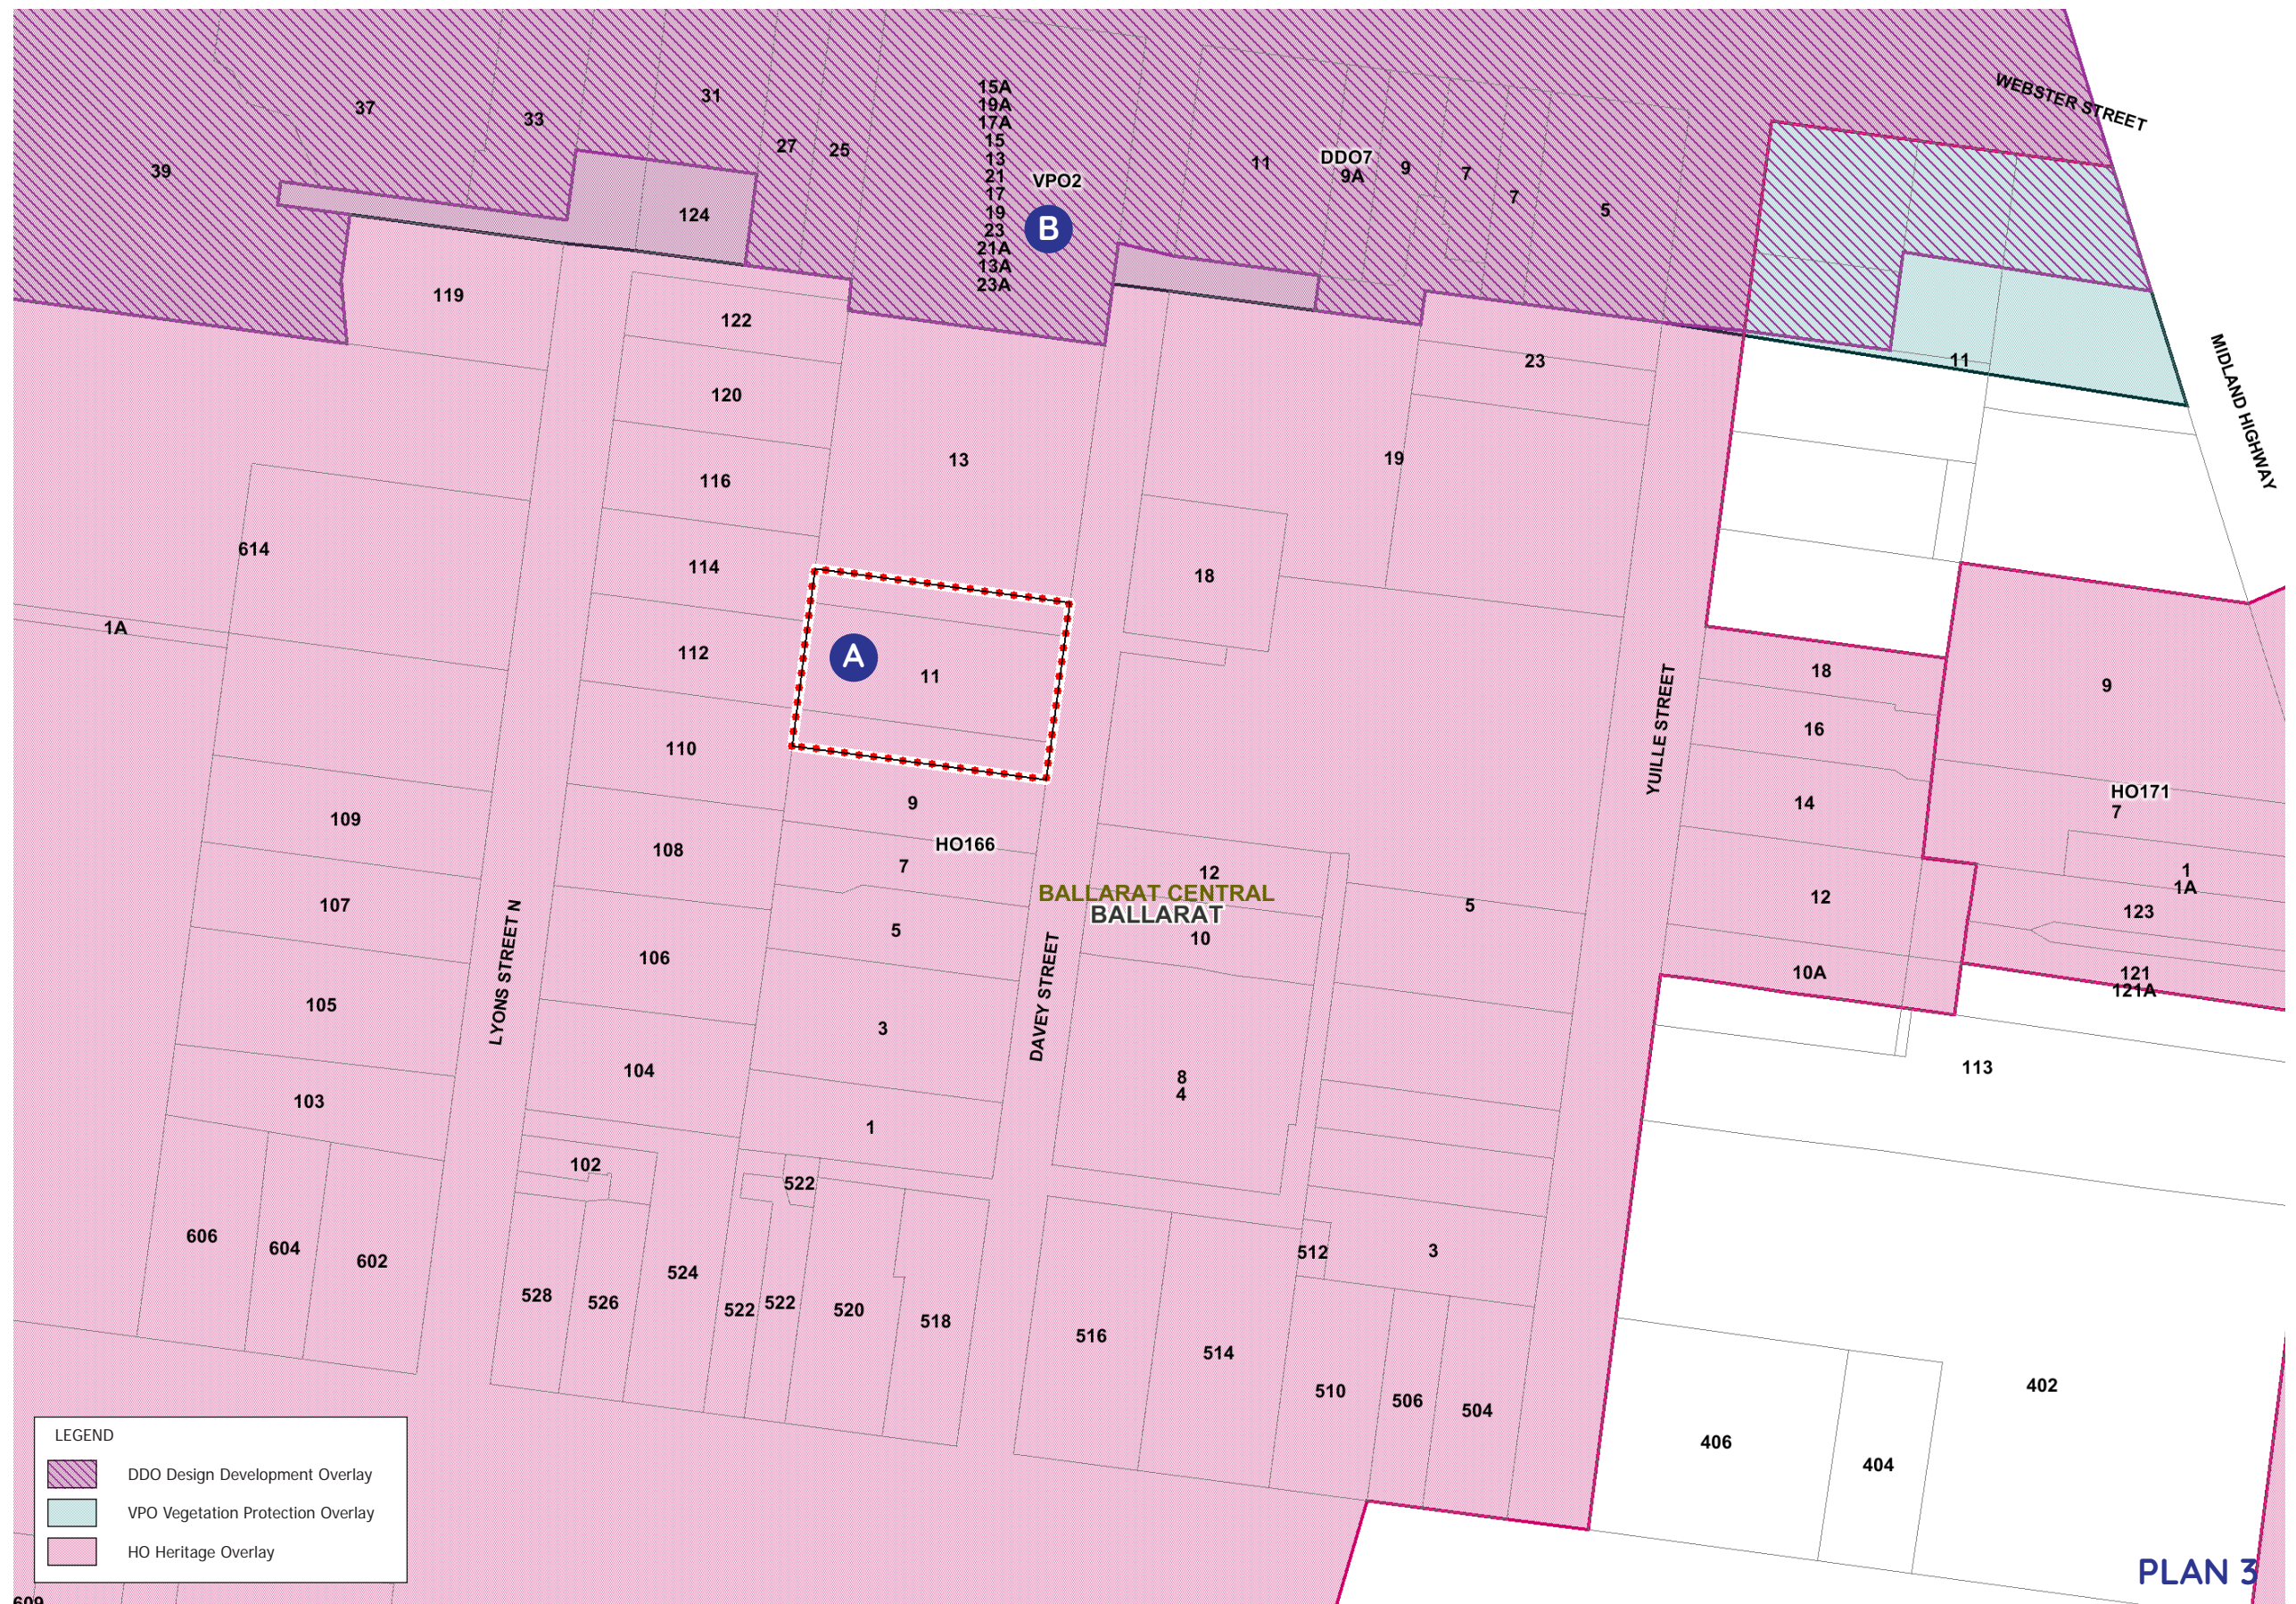 WEBSTER STREET
15A
31
19A
37
33
17A
15
27
25
DDO7
13
11
9
39
9A
7
21
VPO2
17
7
5
124
19
23
B
21A
13A
119
23A
122
23
11
MIDLAND HIGHWAY
120
13
19
116
614
114
18
1A
112
A
11
18
9
16
YUILLE STREET
110
HO171
9
14
7
109
HO166
108
7
12
1
1A
BALLARAT CENTRAL
12
107
5
123
BALLARAT
5
10
106
LYONS STREET N
DAVEY STREET
10A
121
121A
105
3
104
8
4
113
103
1
102
522
606
604
602
512
3
524
528
526
522
522
520
518
516
514
510
506
504
402
406
404
LEGEND
DDO Design Development Overlay
VPO Vegetation Protection Overlay
HO Heritage Overlay
PLAN 3
609